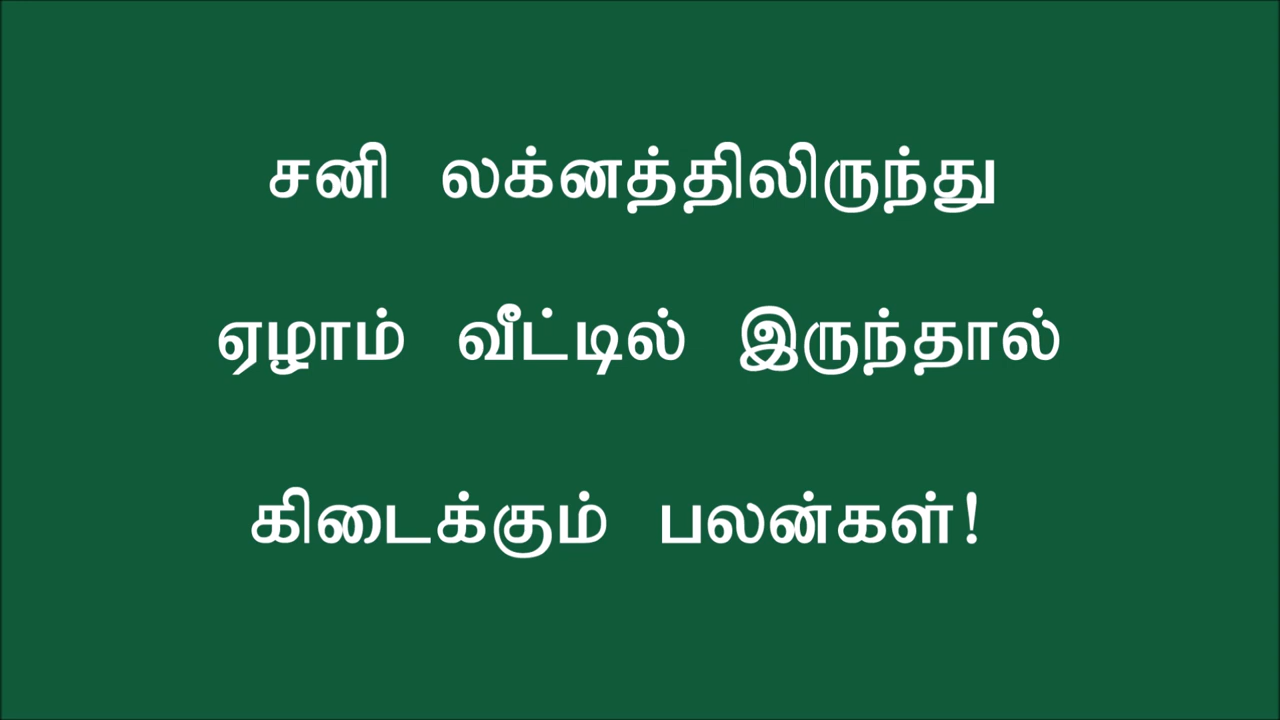 சனி லக்னத்திலிருந்து
ஏழாம் வீட்டில் இருந்தால்
கிடைக்கும் பலன்கள்!